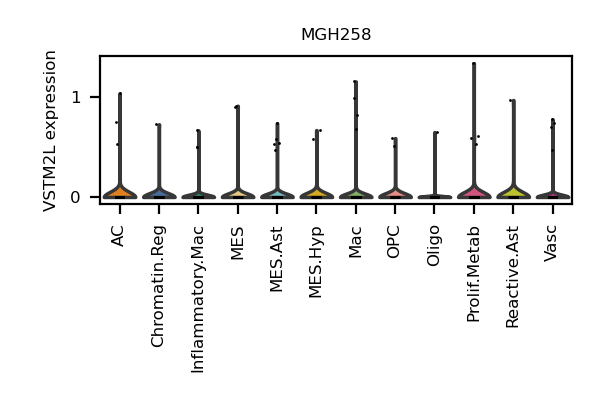 MGH258
VSTM2L expression
1
0
AC
Chromatin.Reg
Inflammatory.Mac
MES
MES.Ast
MES.Hyp
Mac
OPC
Oligo
Prolif.Metab
Reactive.Ast
Vasc